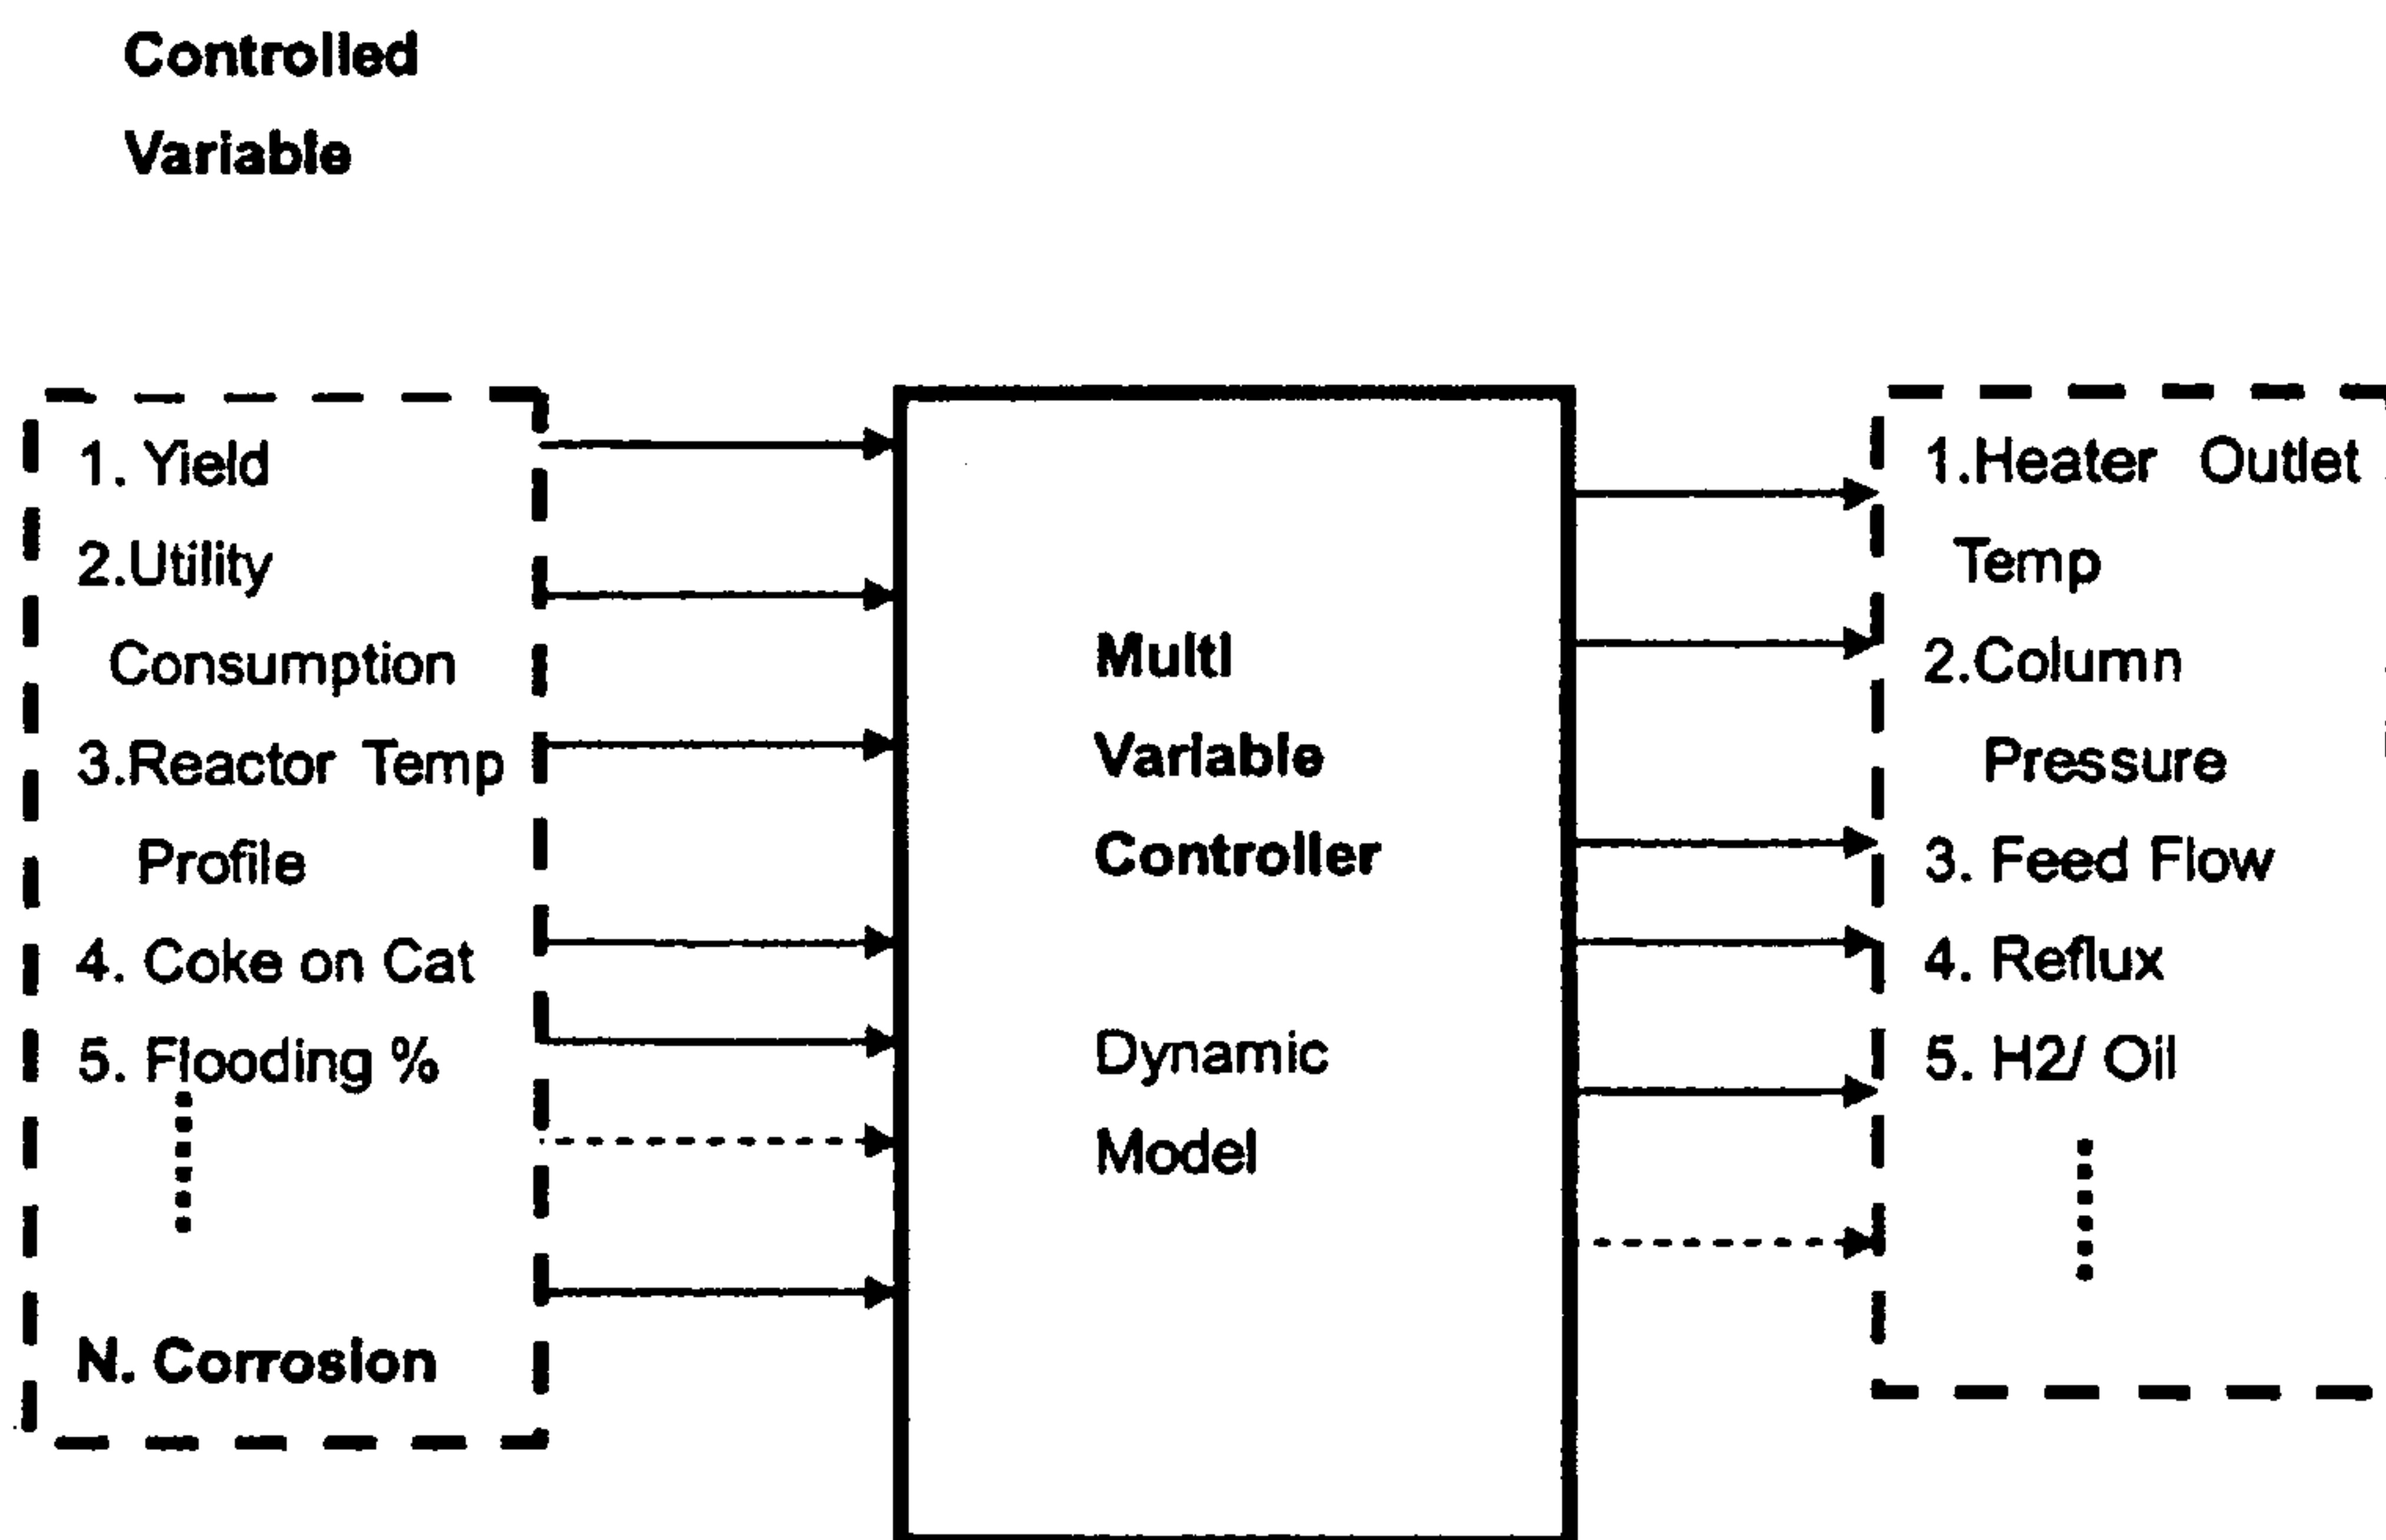 Controlled
Variable
1. Yield
2.Utility
Consumption
3.Reactor Temp
Profile
4. Coke on Cat
5. Flooding %
N. Corrosion
Multi
Variable
Controller
Dynamic
Model
1.Heater Outlet
Temp
2.Column
Pressure
3. Feed Flow
4. Reflux
5. H2/ Oil